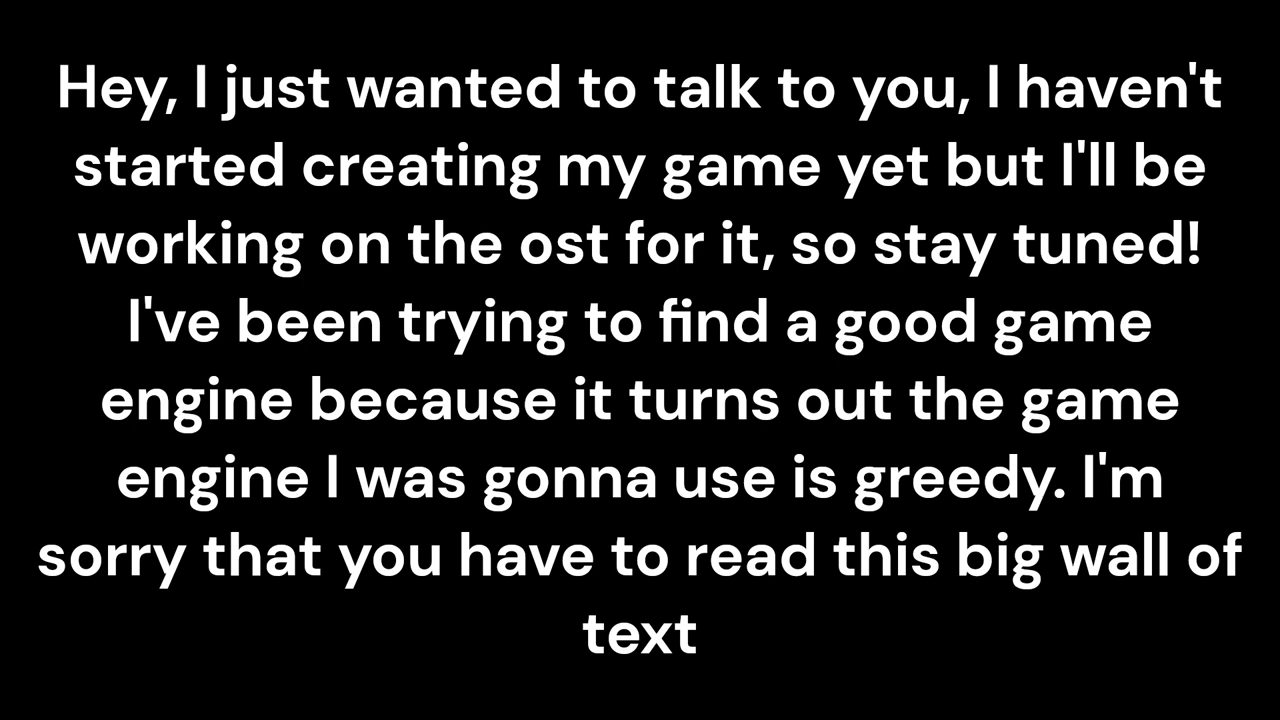 Hey, I just wanted to talk to you, I haven't
started creating my game yet but I'll be
working on the ost for it, so stay tuned!
I've been trying to find a good game
engine because it turns out the game
engine I was gonna use is greedy. I'm
sorry that you have to read this big wall of
text